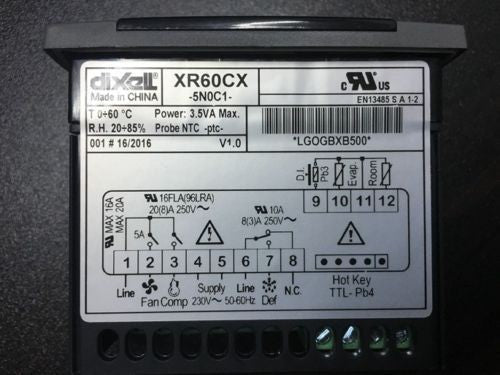 dixell
Made in CHINA
XR60CX
-5N0C1-
c RU US
EN13485 S A 1-2
T 0÷60 °C
Power: 3.5VA Max.
R.H. 20÷85%
Probe NTC -ptc-
001 # 16/2016
V1.0
*LGOGBXB500*
D.I.
Pb3
Evap.
Room
9 10 11 12
MAX 16A
MAX 20A
16FLA(96LRA)
20(8)A 250V~
5A
10A
8(3)A 250V~
1 2 3 4 5 6 7 8
Line
Fan Comp
Supply
230V~ 50-60Hz
Line
Def
N.C.
Hot Key
TTL- Pb4